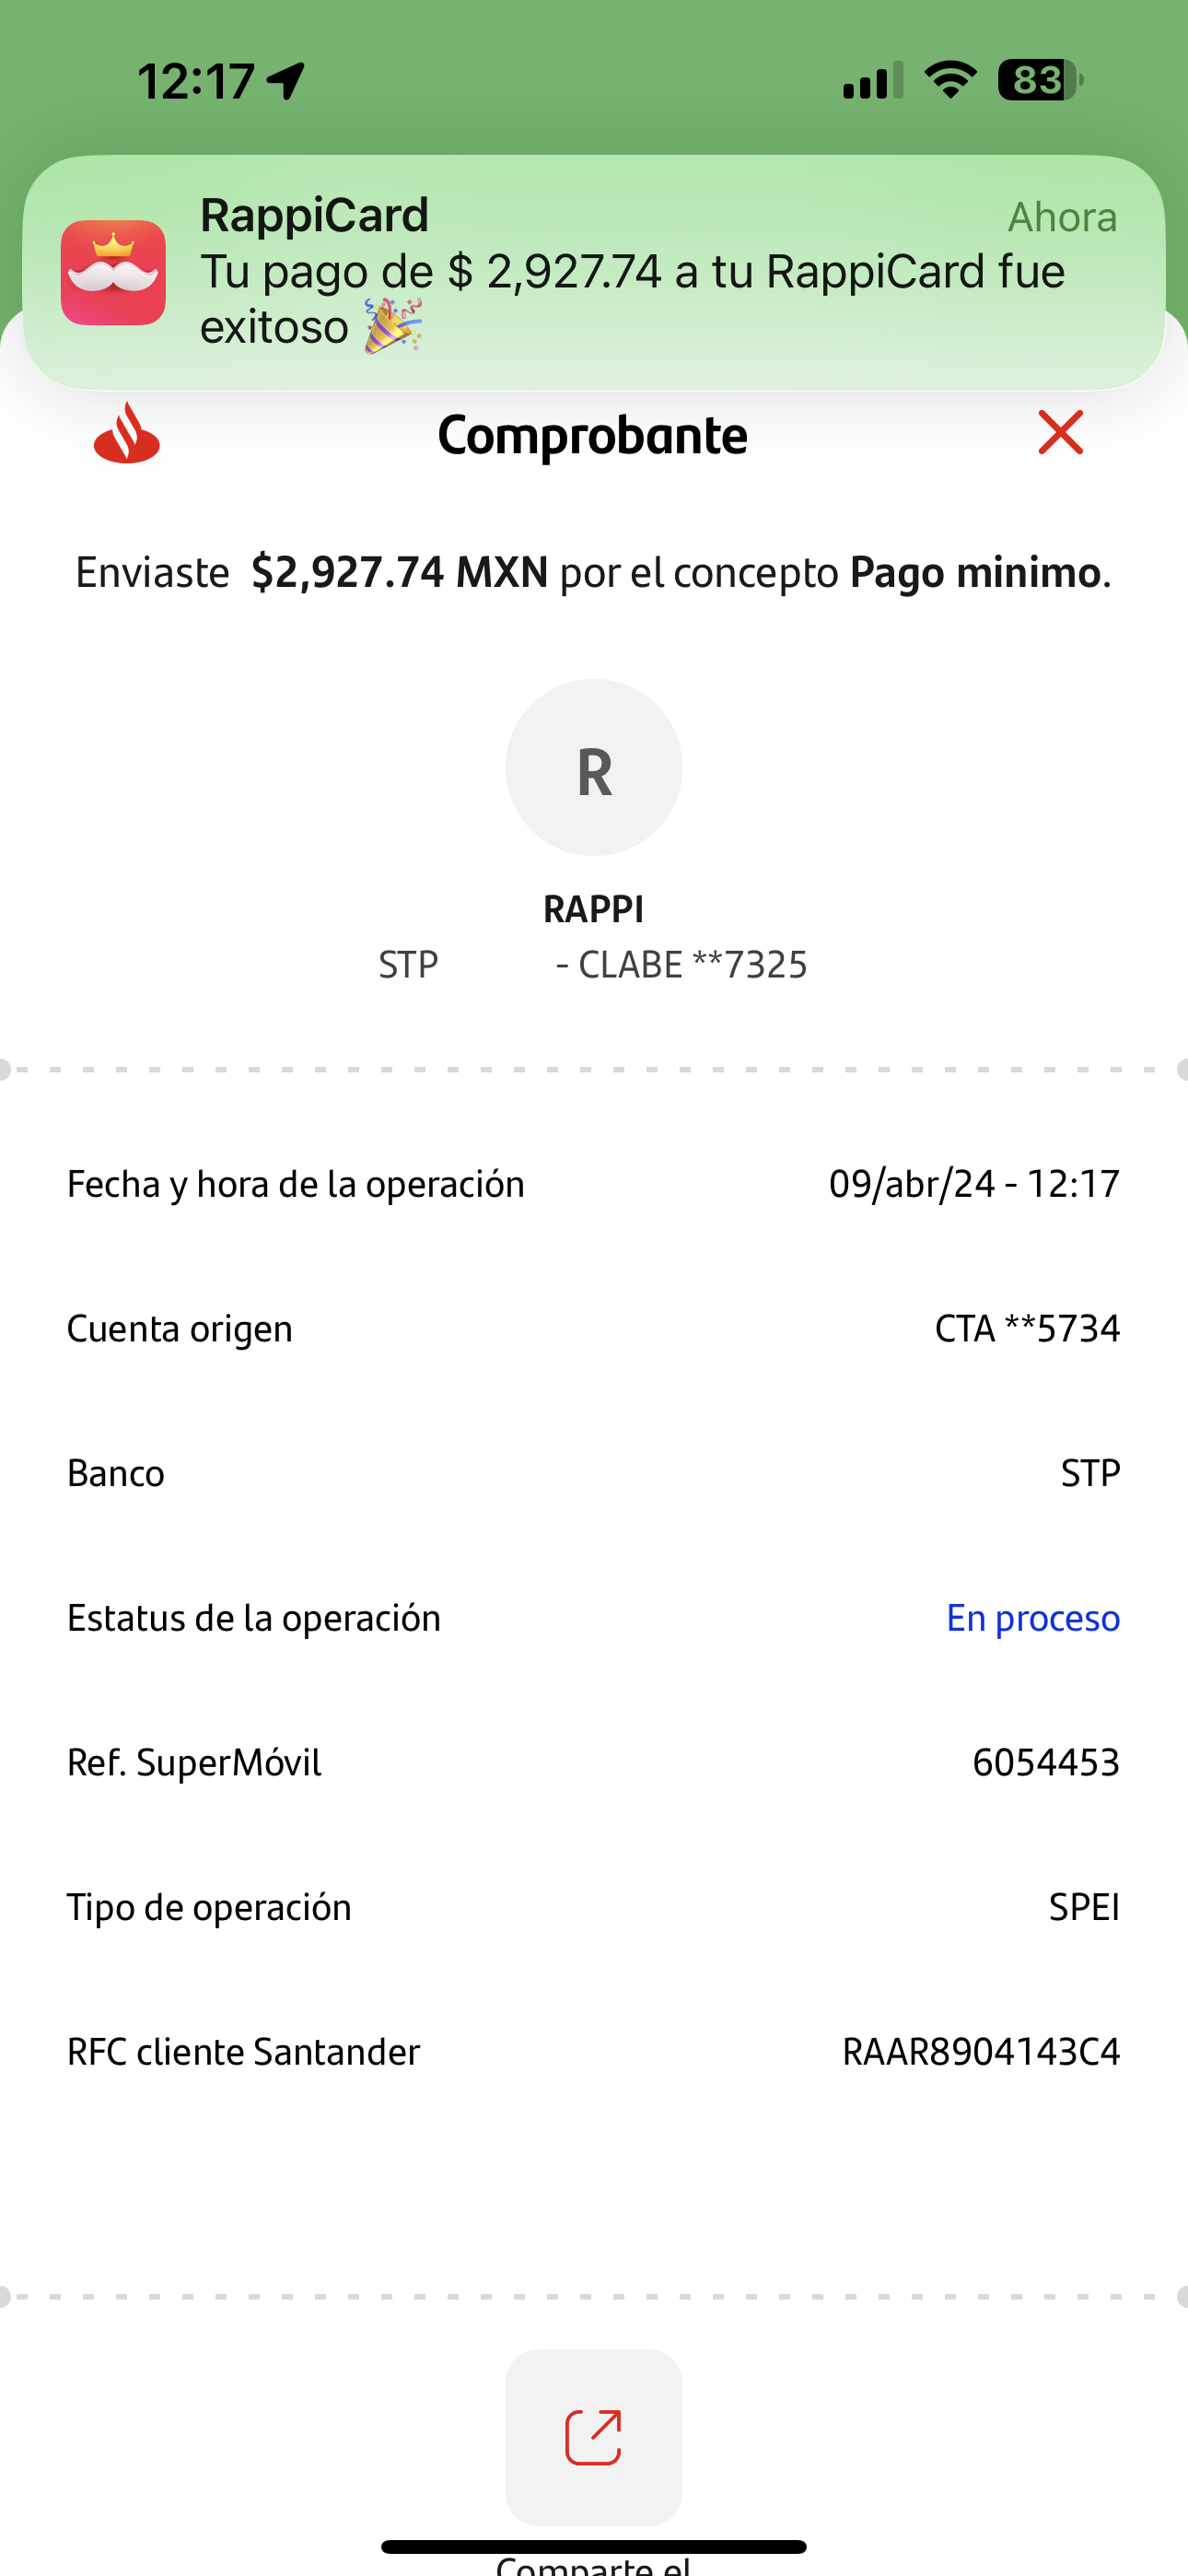 12:17
83
RappiCard
Ahora
Tu pago de $ 2,927.74 a tu RappiCard fue
exitoso 🎉
Comprobante
Enviaste $2,927.74 MXN por el concepto Pago minimo.
R
RAPPI
STP - CLABE **7325
Fecha y hora de la operación 09/abr/24 - 12:17
Cuenta origen CTA **5734
Banco STP
Estatus de la operación En proceso
Ref. SuperMóvil 6054453
Tipo de operación SPEI
RFC cliente Santander RAAR8904143C4
Comparte el